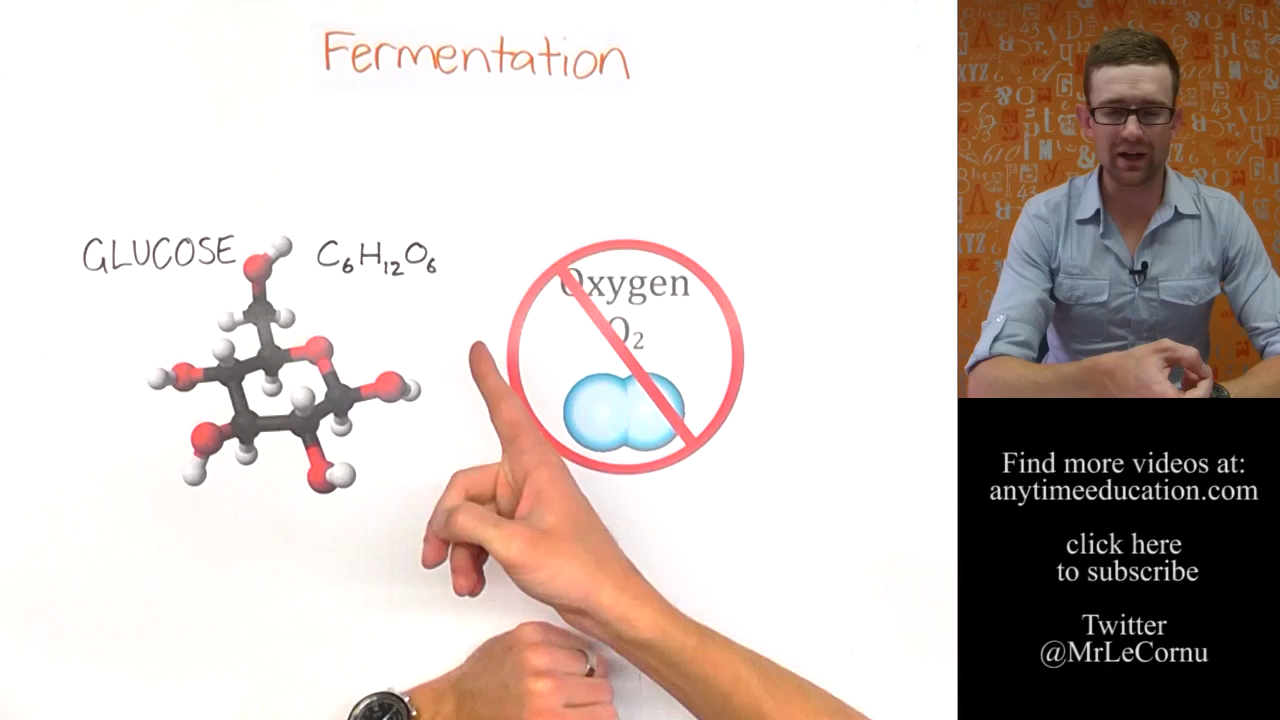 Fermentation
GLUCOSE C₆H₁₂O₆
Oxygen
O₂
Find more videos at:
anytimeeducation.com
click here
to subscribe
Twitter
@MrLeCornu